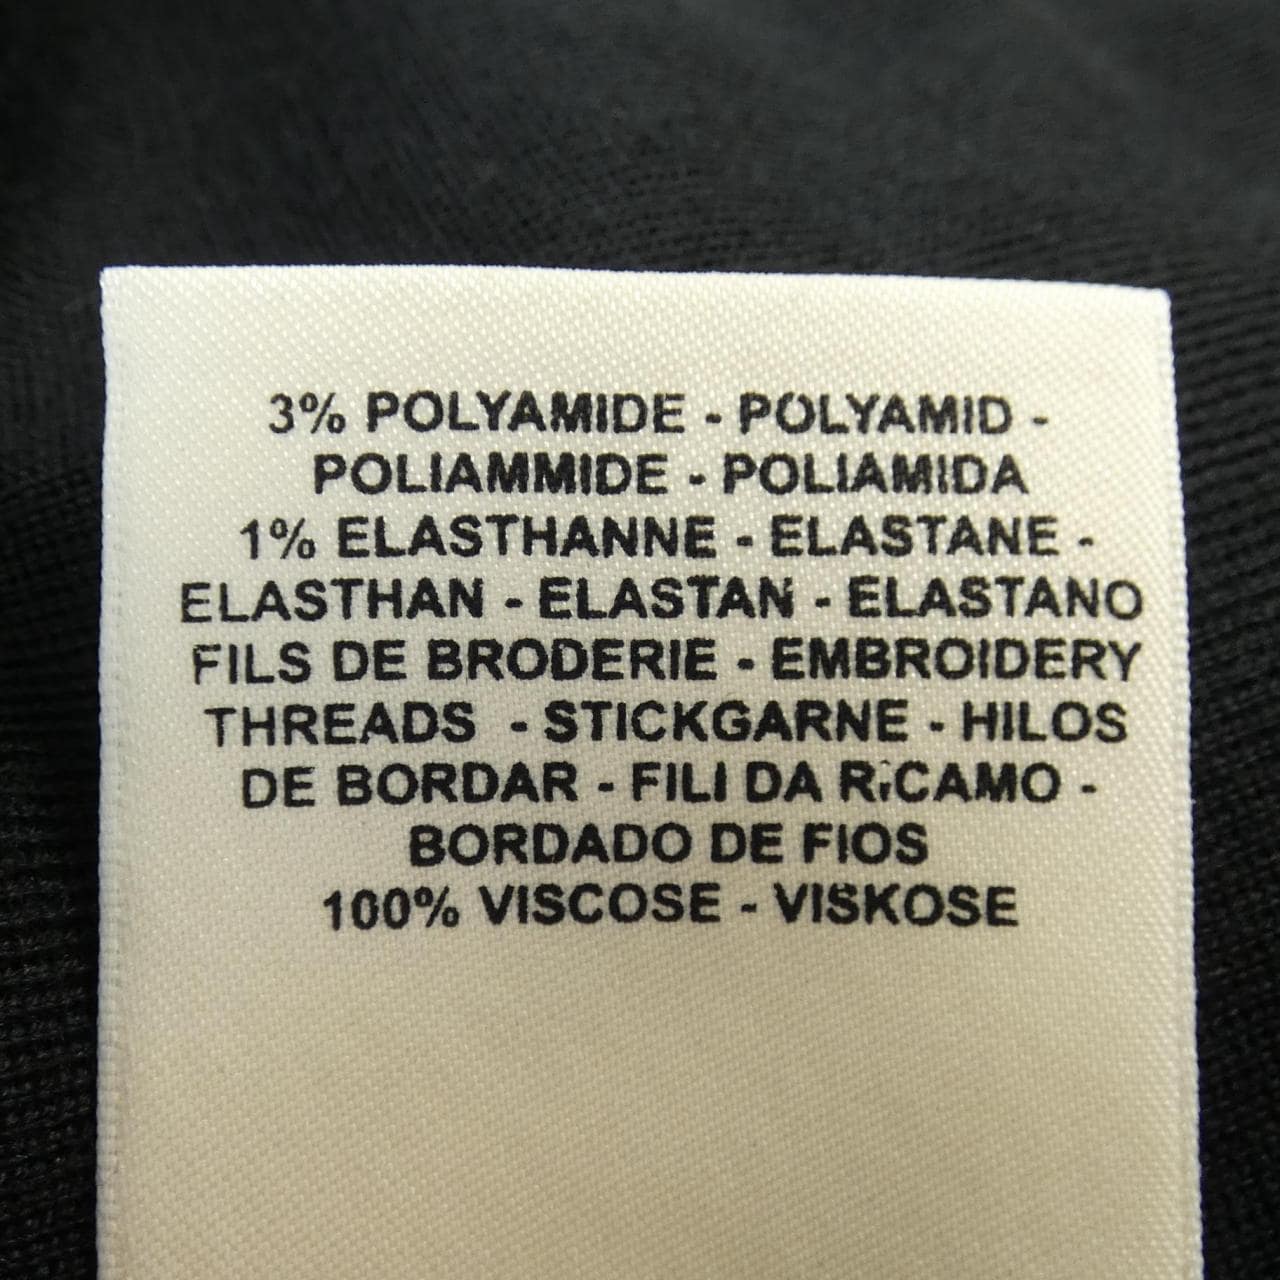 3% POLYAMIDE - POLYAMID -
POLIAMMIDE - POLIAMIDA
1% ELASTHANNE - ELASTANE -
ELASTHAN - ELASTAN - ELASTANO
FILS DE BRODERIE - EMBROIDERY
THREADS - STICKGARNE - HILOS
DE BORDAR - FILI DA RiCAMO -
BORDADO DE FIOS
100% VISCOSE - VISKOSE